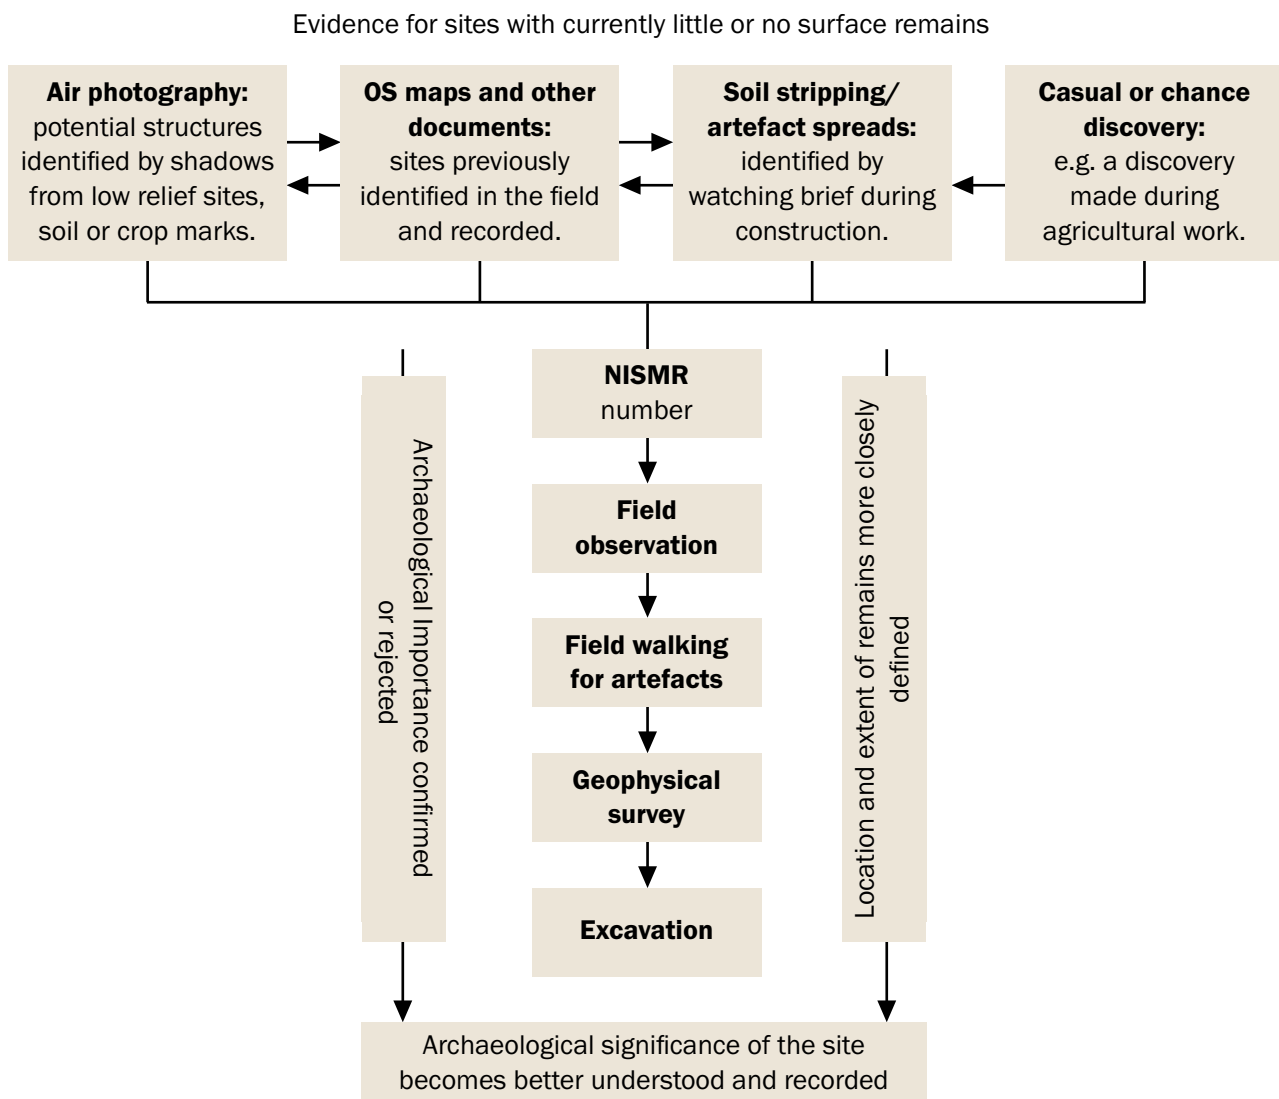 Evidence for sites with currently little or no surface remains
Air photography:
potential structures
identified by shadows
from low relief sites,
soil or crop marks.
OS maps and other
documents:
sites previously
identified in the field
and recorded.
Soil stripping/
artefact spreads:
identified by
watching brief during
construction.
Casual or chance
discovery:
e.g. a discovery
made during
agricultural work.
NISMR
number
Field
observation
Field walking
for artefacts
Geophysical
survey
Excavation
Archaeological Importance confirmed
or rejected
Location and extent of remains more closely
defined
Archaeological significance of the site
becomes better understood and recorded